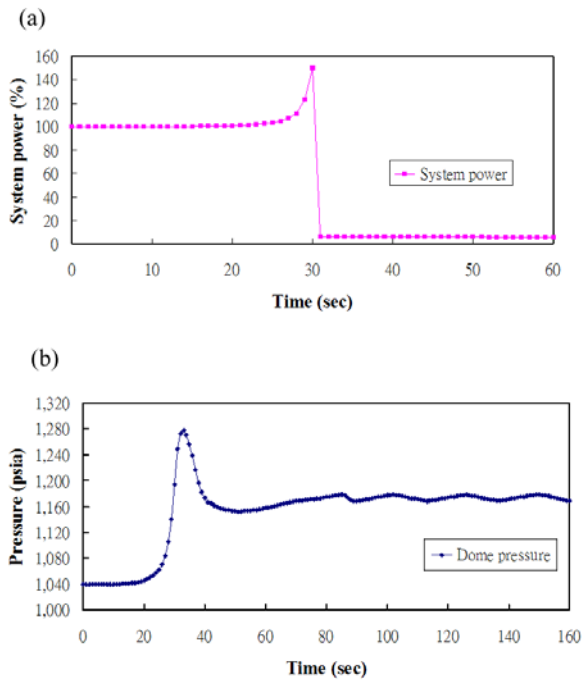 (a)
System power (%)
160
140
120
100
80
60
40
20
0
System power
0 10 20 30 40 50 60
Time (sec)
(b)
Pressure (psia)
1,320
1,280
1,240
1,200
1,160
1,120
1,080
1,040
1,000
Dome pressure
0 20 40 60 80 100 120 140 160
Time (sec)